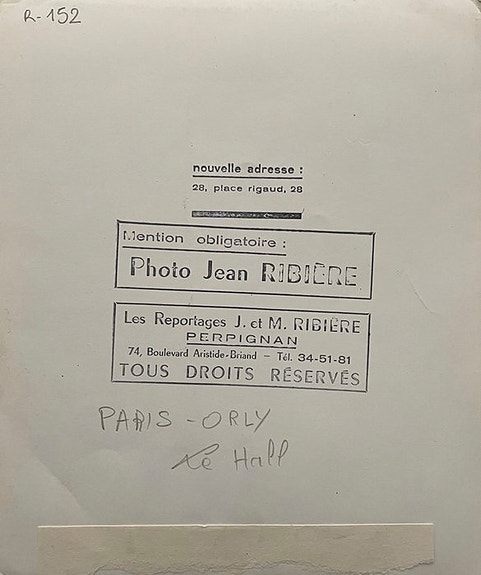 R-152
nouvelle adresse :
28, place rigaud, 28
Mention obligatoire :
Photo Jean RIBIÈRE
Les Reportages J. et M. RIBIÈRE
PERPIGNAN
74, Boulevard Aristide-Briand - Tél. 34-51-81
TOUS DROITS RÉSERVÉS
PARIS - ORLY
Le Hall